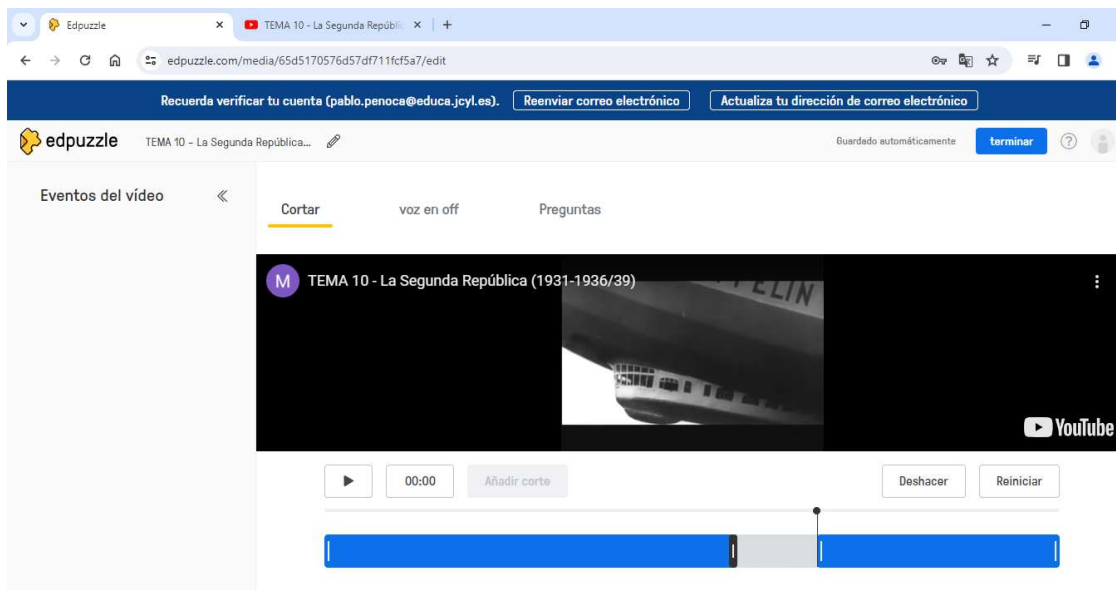 Edpuzzle
TEMA 10 - La Segunda Repúblic
edpuzzle.com/media/65d5170576d57df711fcf5a7/edit
Recuerda verificar tu cuenta (pablo.penoca@educa.jcyl.es). Reenviar correo electrónico Actualiza tu dirección de correo electrónico
edpuzzle TEMA 10 - La Segunda República... Guardado automáticamente terminar ?
Eventos del vídeo
Cortar voz en off Preguntas
M TEMA 10 - La Segunda República (1931-1936/39)
PPELIN
YouTube
00:00 Añadir corte Deshacer Reiniciar